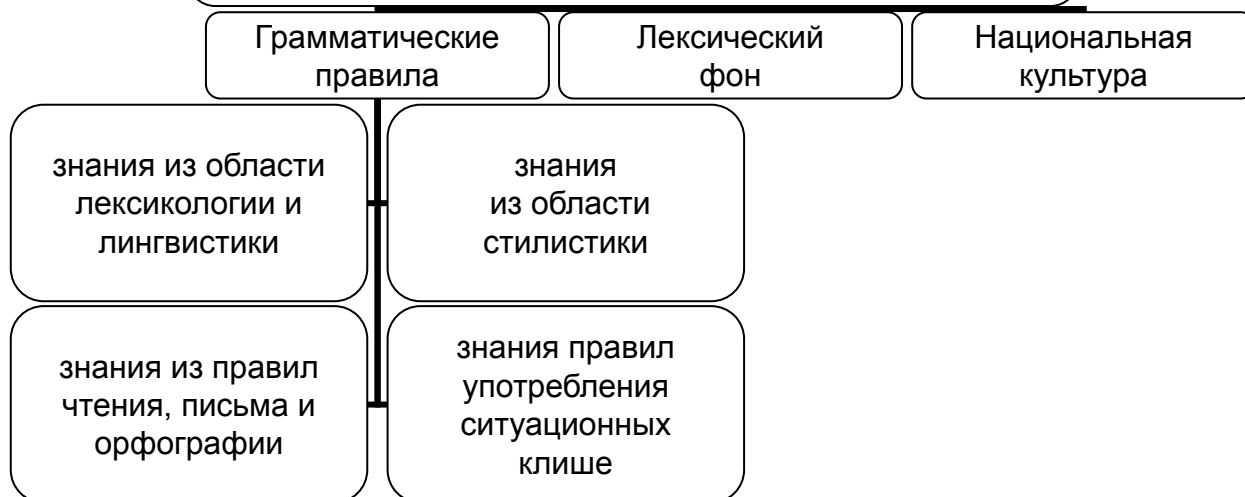 Грамматические
правила
Лексический
фон
Национальная
культура
знания из области
лексикологии и
лингвистики
знания
из области
стилистики
знания из правил
чтения, письма и
орфографии
знания правил
употребления
ситуационных
клише